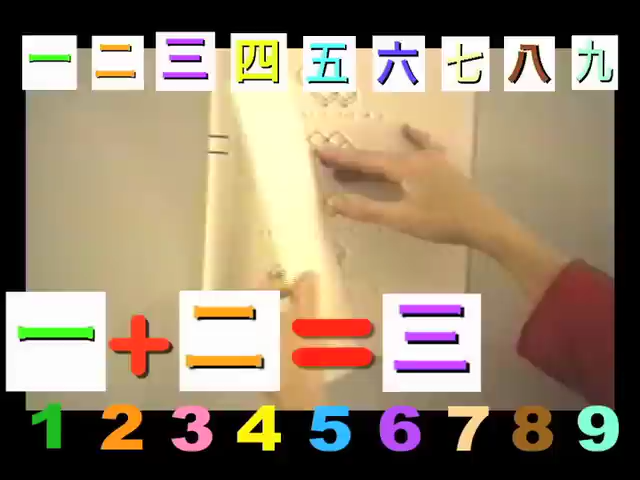 一 二 三 四 五 六 七 八 九
一 + 二 = 三
1 2 3 4 5 6 7 8 9